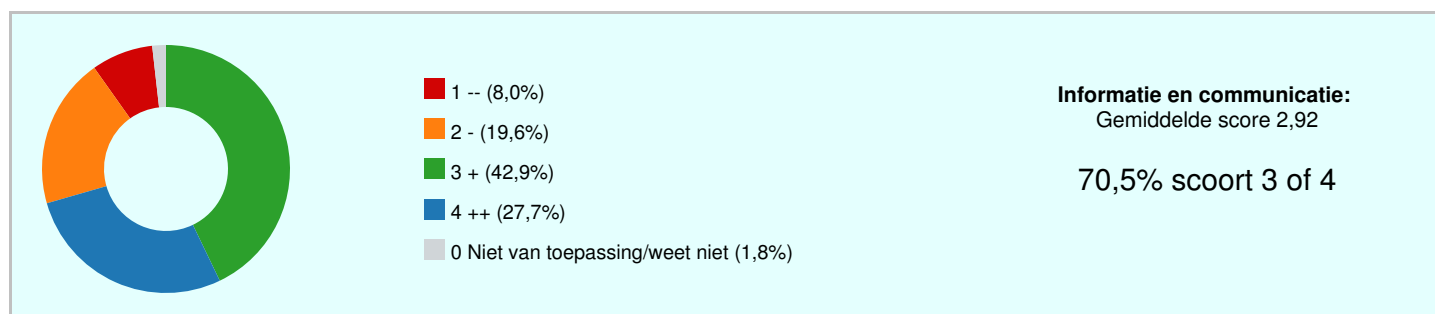 1 -- (8,0%)
2 - (19,6%)
3 + (42,9%)
4 ++ (27,7%)
0 Niet van toepassing/weet niet (1,8%)
Informatie en communicatie:
Gemiddelde score 2,92
70,5% scoort 3 of 4